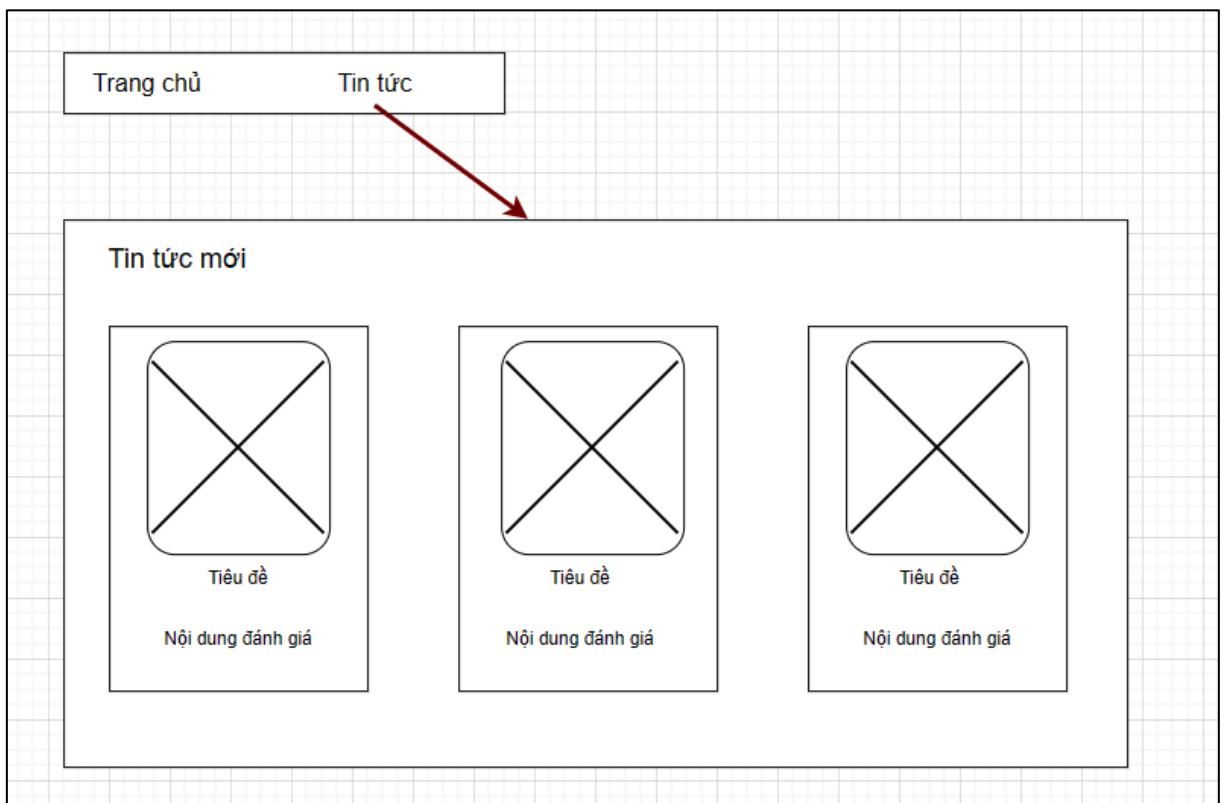 Trang chủ Tin tức
Tin tức mới
Tiêu đề Tiêu đề Tiêu đề
Nội dung đánh giá Nội dung đánh giá Nội dung đánh giá